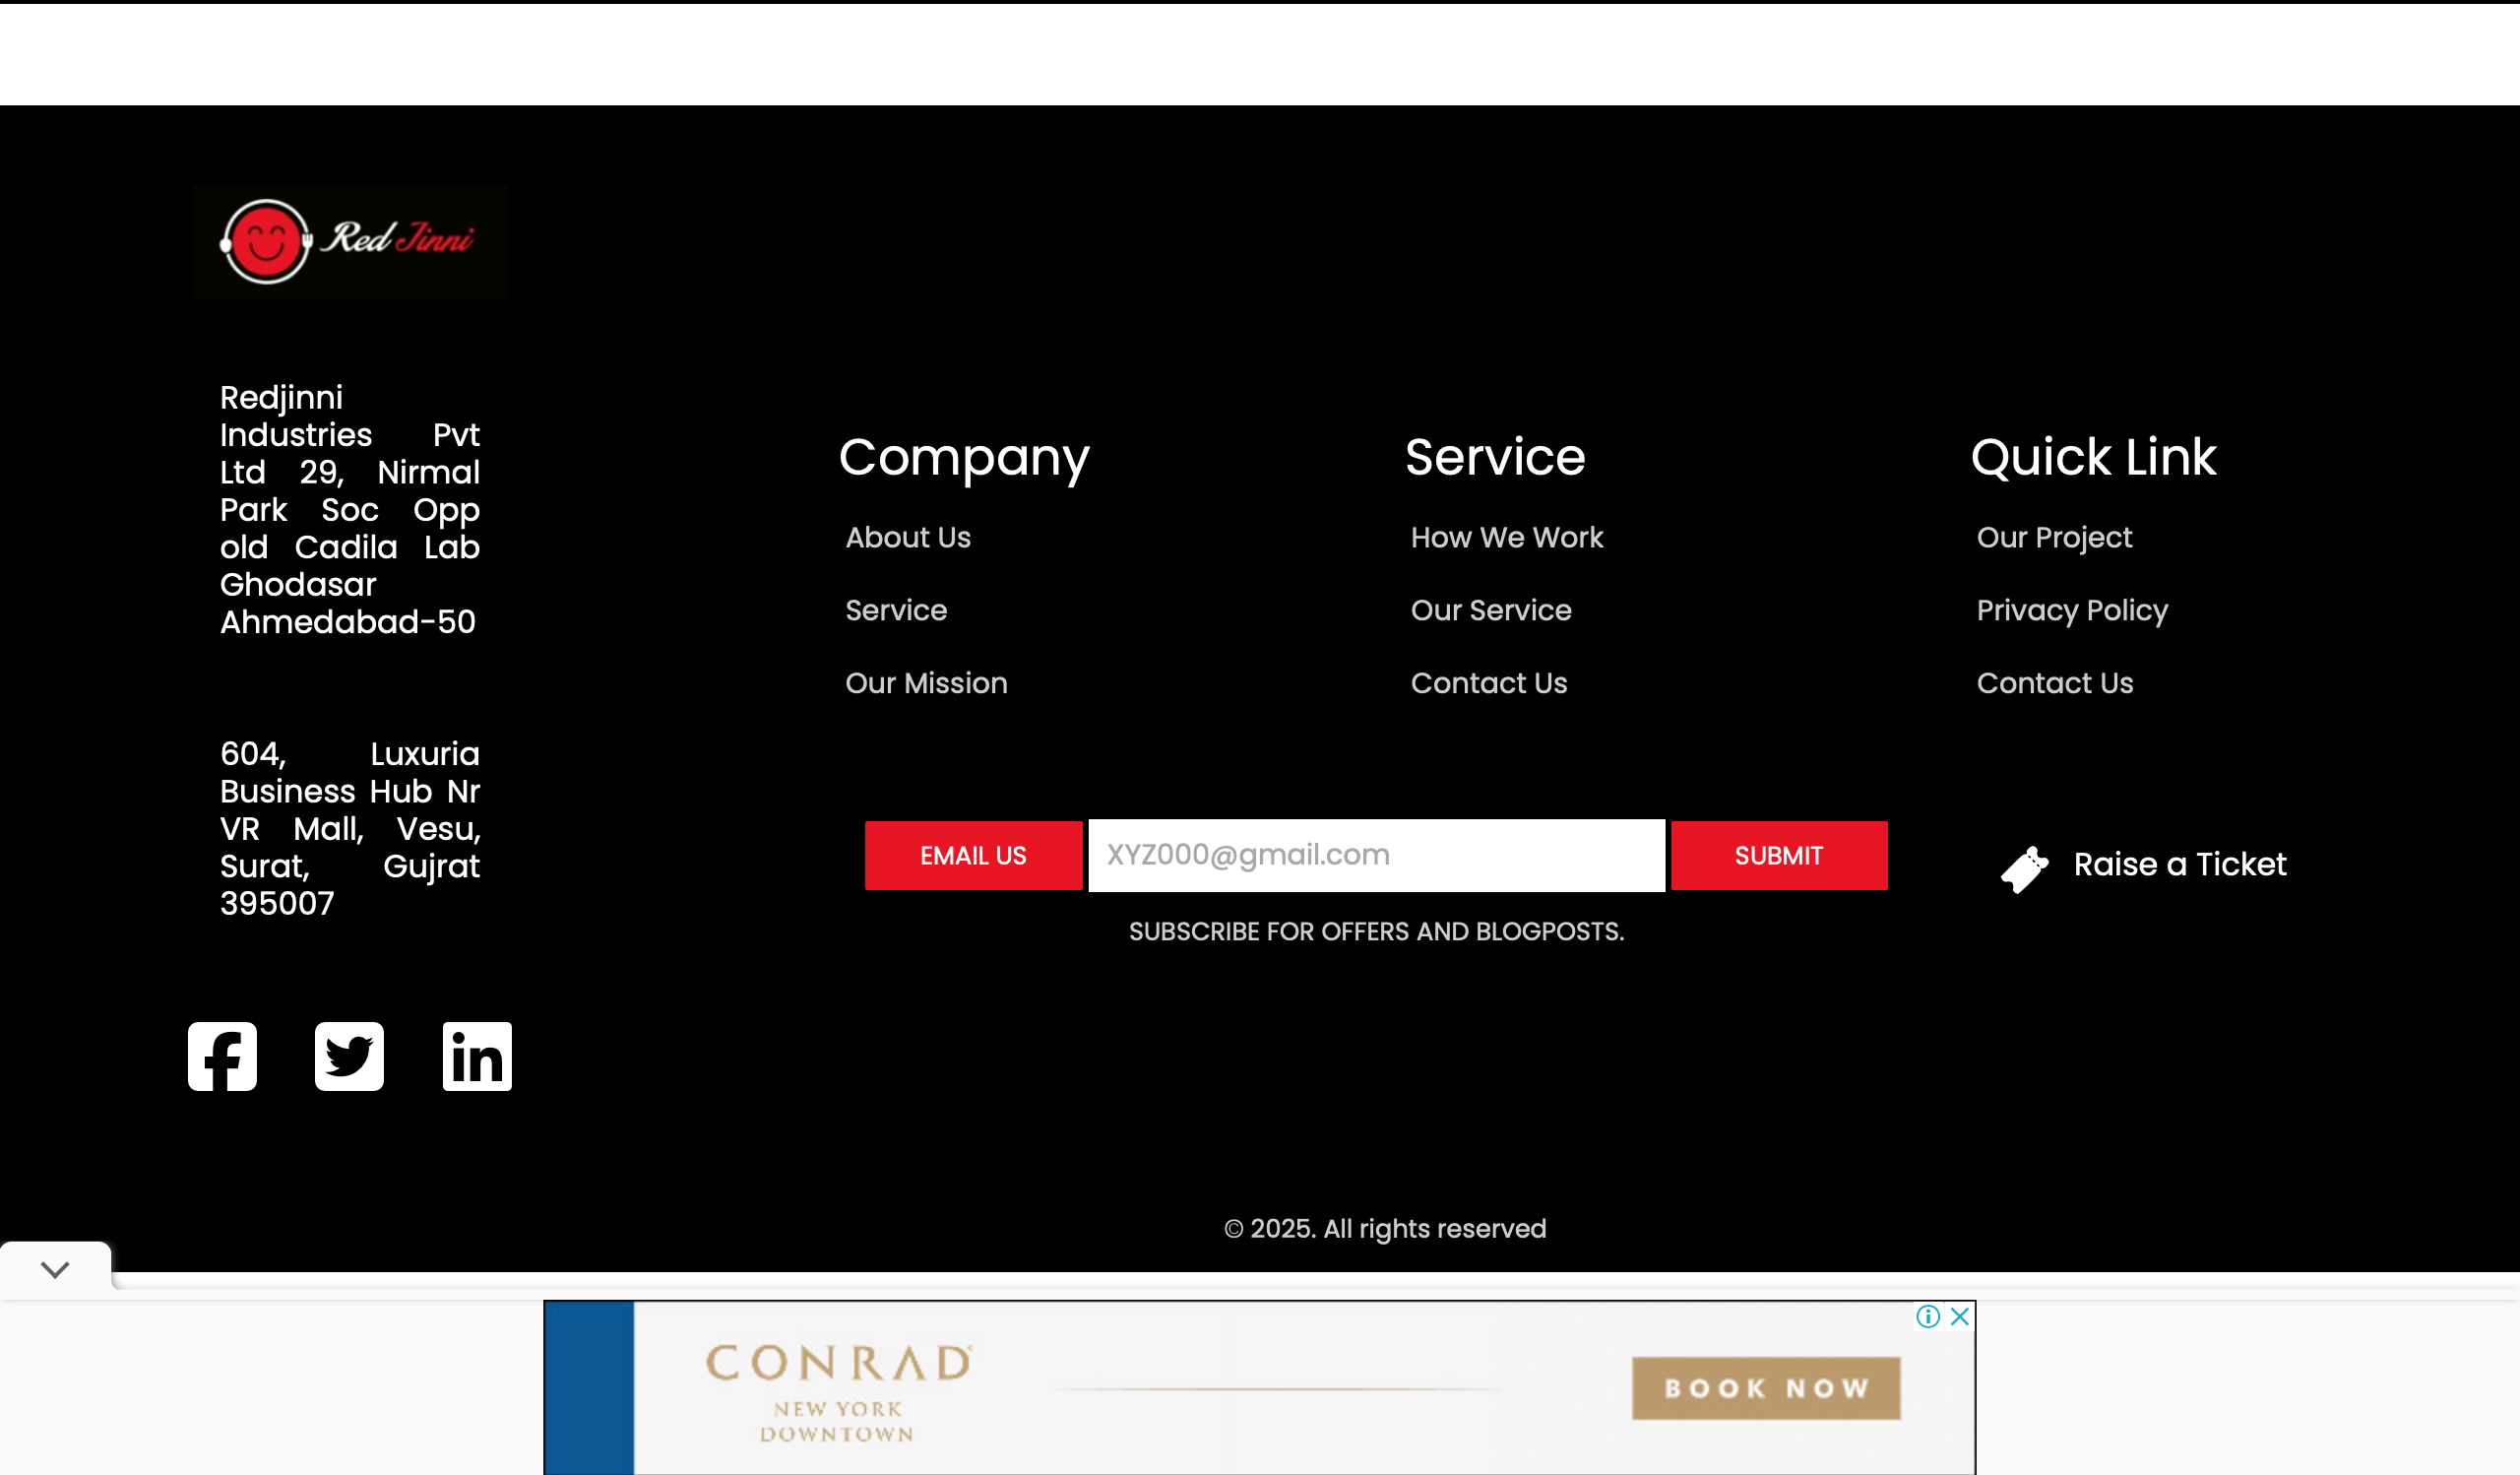 Red Jinni
Redjinni
Industries Pvt
Ltd 29, Nirmal
Park Soc Opp
old Cadila Lab
Ghodasar
Ahmedabad-50
604, Luxuria
Business Hub Nr
VR Mall, Vesu,
Surat, Gujrat
395007
Company
About Us
Service
Our Mission
Service
How We Work
Our Service
Contact Us
Quick Link
Our Project
Privacy Policy
Contact Us
EMAIL US
XYZ000@gmail.com
SUBMIT
SUBSCRIBE FOR OFFERS AND BLOGPOSTS.
Raise a Ticket
© 2025. All rights reserved
CONRAD
NEW YORK
DOWNTOWN
BOOK NOW